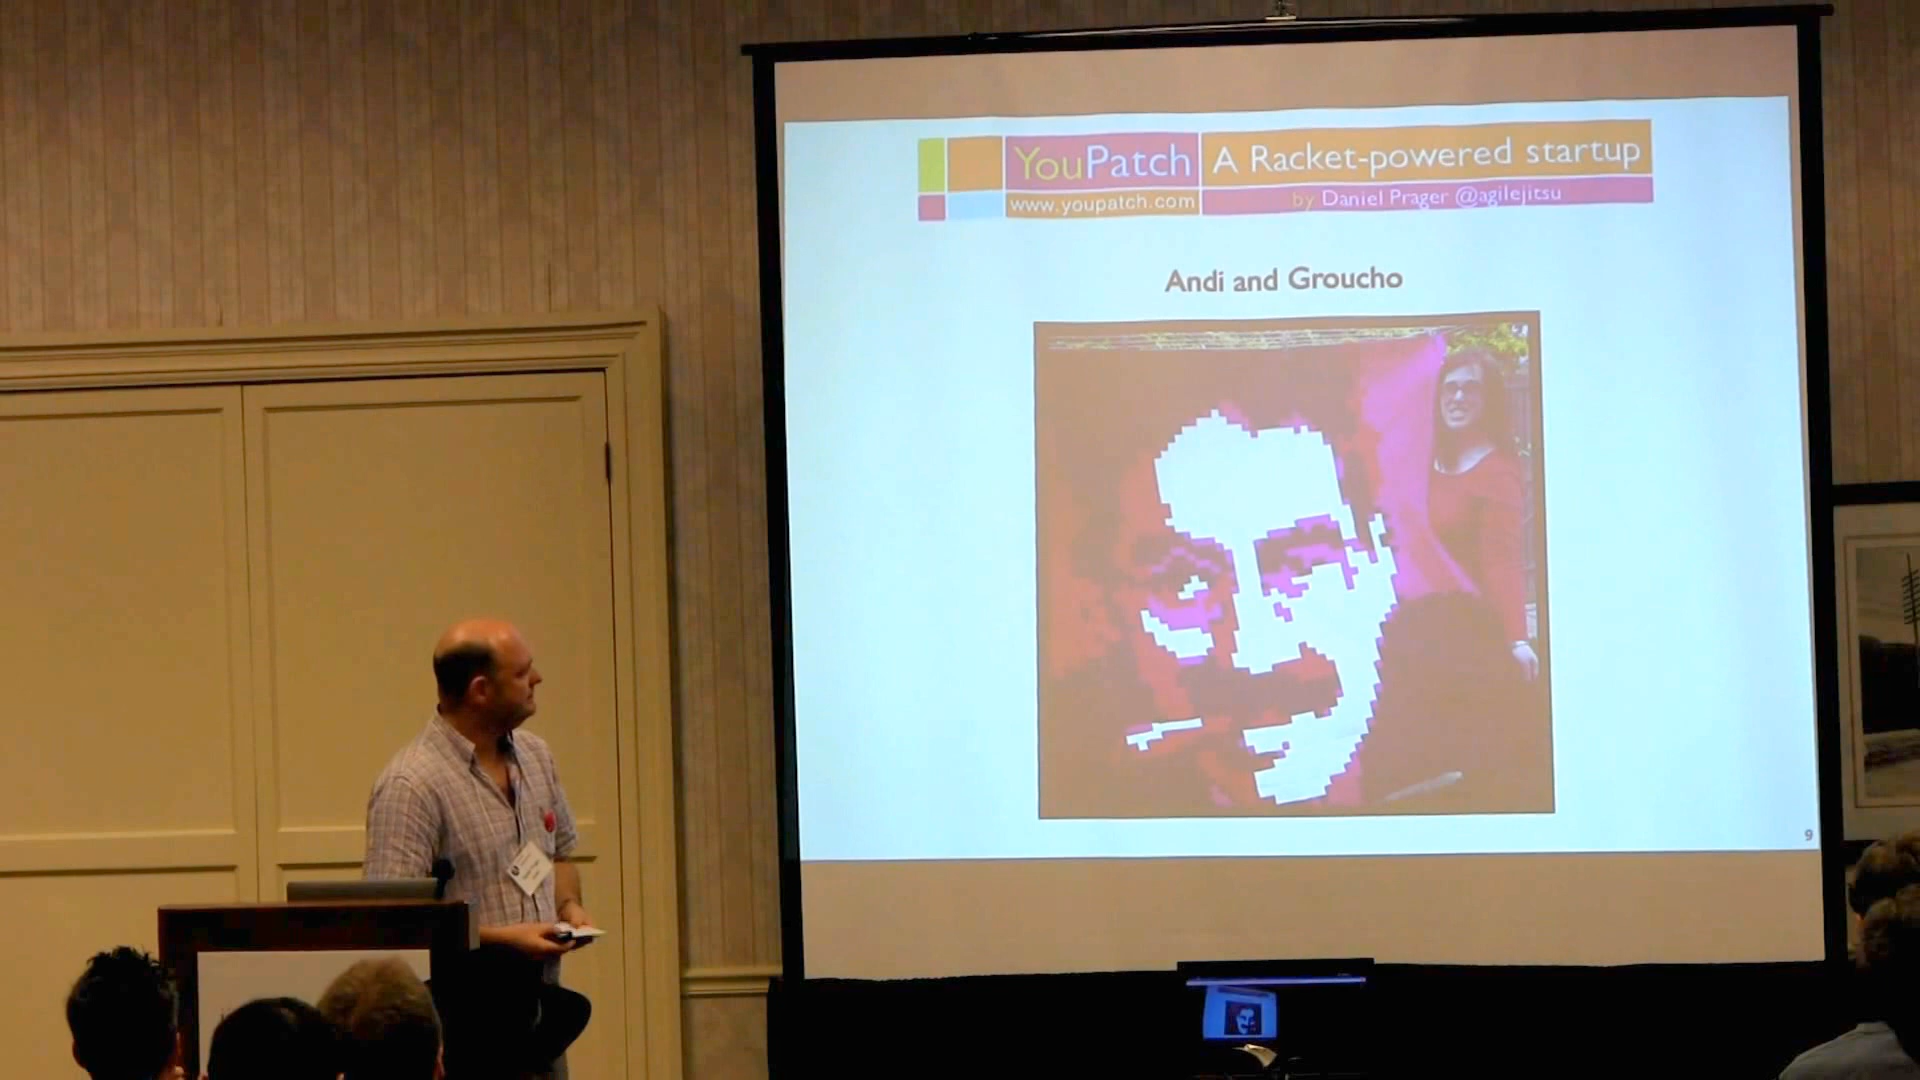 YouPatch
A Racket-powered startup
www.youpatch.com
by Daniel Prager @agilejitsu
Andi and Groucho
9